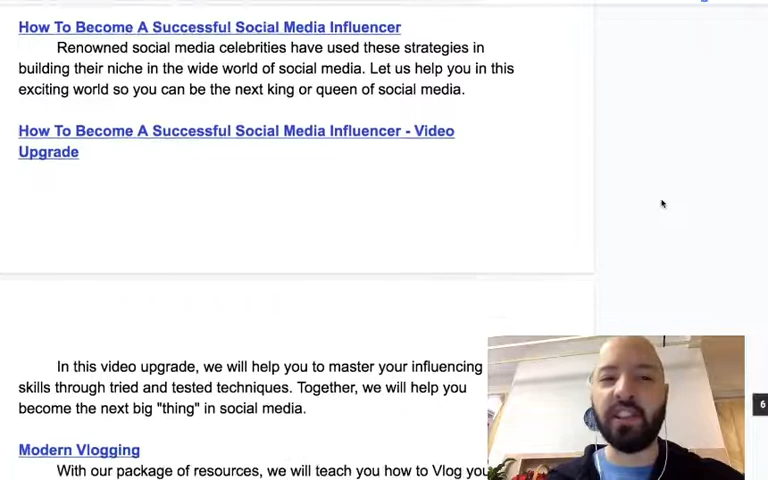 How To Become A Successful Social Media Influencer
Renowned social media celebrities have used these strategies in
building their niche in the wide world of social media. Let us help you in this
exciting world so you can be the next king or queen of social media.
How To Become A Successful Social Media Influencer - Video
Upgrade
In this video upgrade, we will help you to master your influencing
skills through tried and tested techniques. Together, we will help you
become the next big "thing" in social media.
6
Modern Vlogging
With our package of resources, we will teach you how to Vlog you